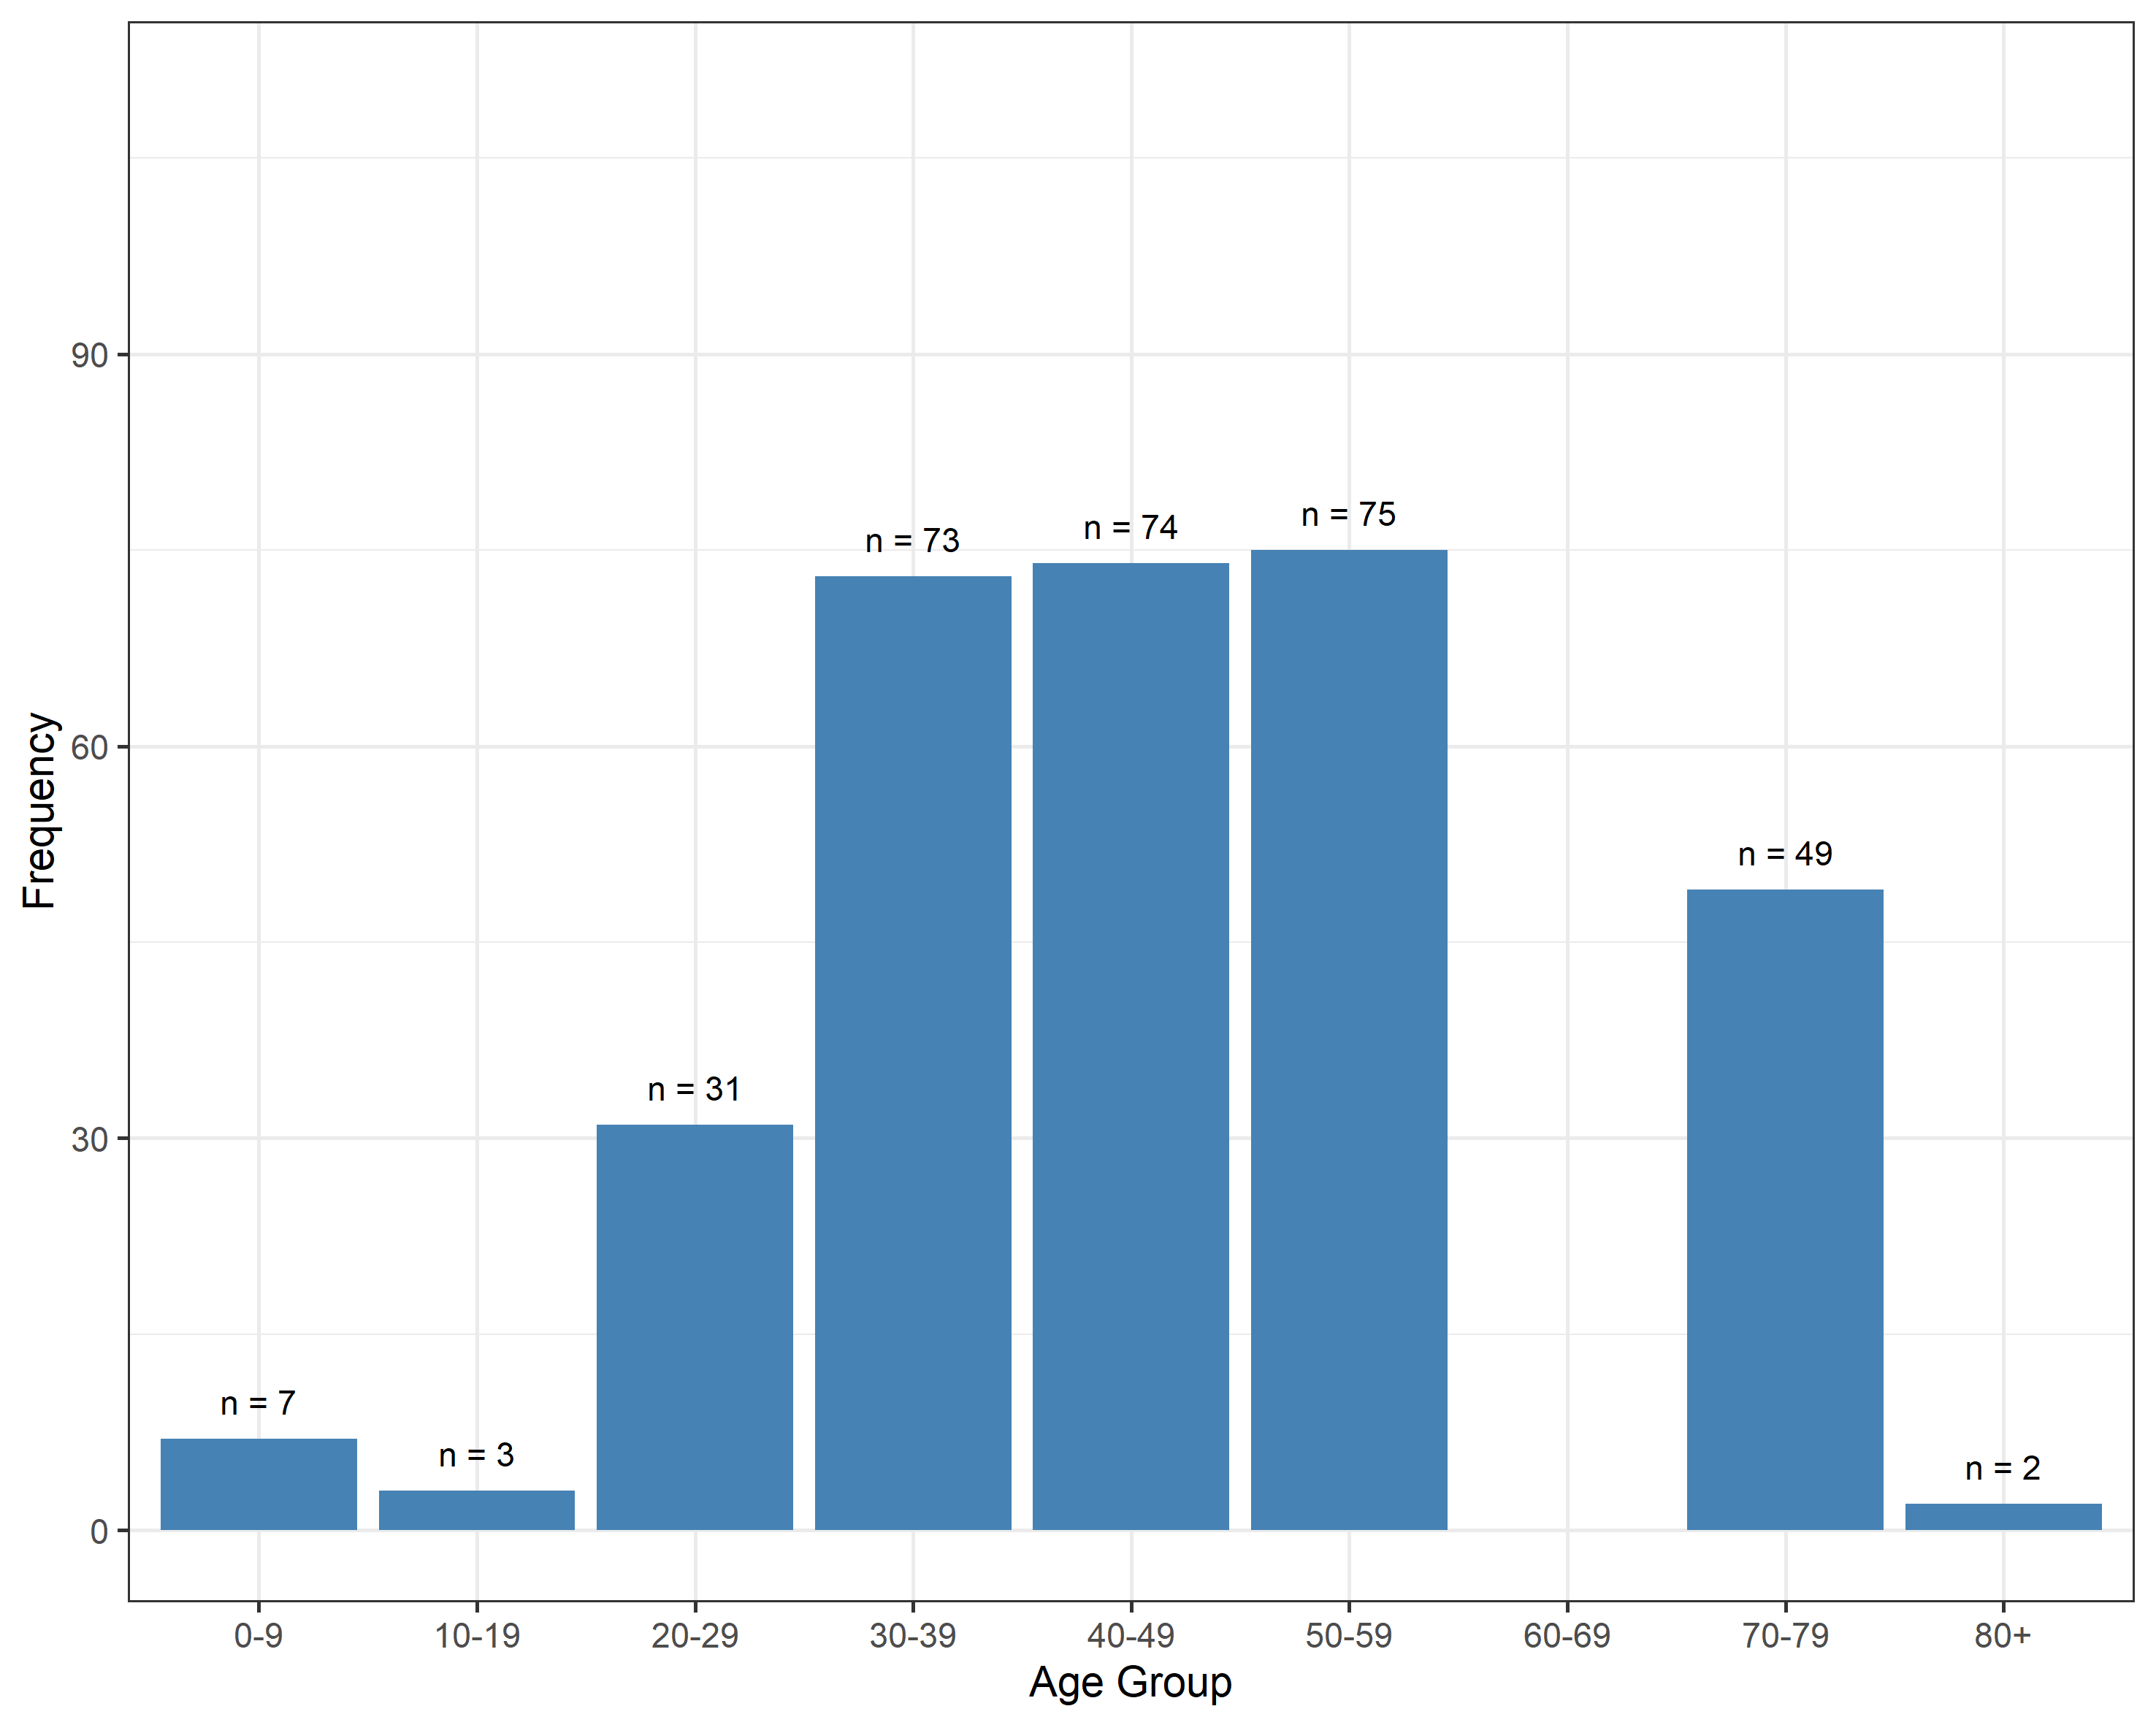 90
60
30
0
Frequency
n = 7
n = 3
n = 31
n = 73
n = 74
n = 75
n = 49
n = 2
0-9 10-19 20-29 30-39 40-49 50-59 60-69 70-79 80+
Age Group